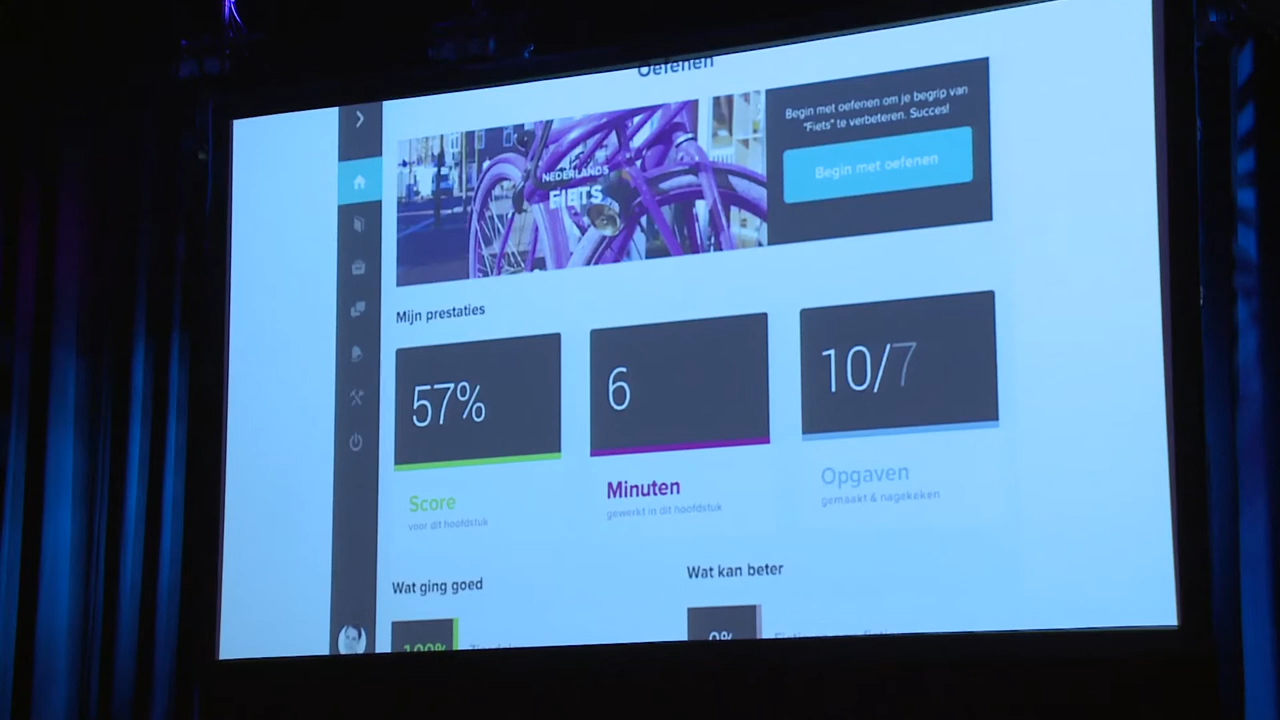 Oefenen
NEDERLANDS
FIETS
Begin met oefenen om je begrip van
"Fiets" te verbeteren. Succes!
Begin met oefenen
Mijn prestaties
57%
6
10/7
Score
voor dit hoofdstuk
Minuten
gewerkt in dit hoofdstuk
Opgaven
gemaakt & nagekeken
Wat ging goed
Wat kan beter
100%
0%